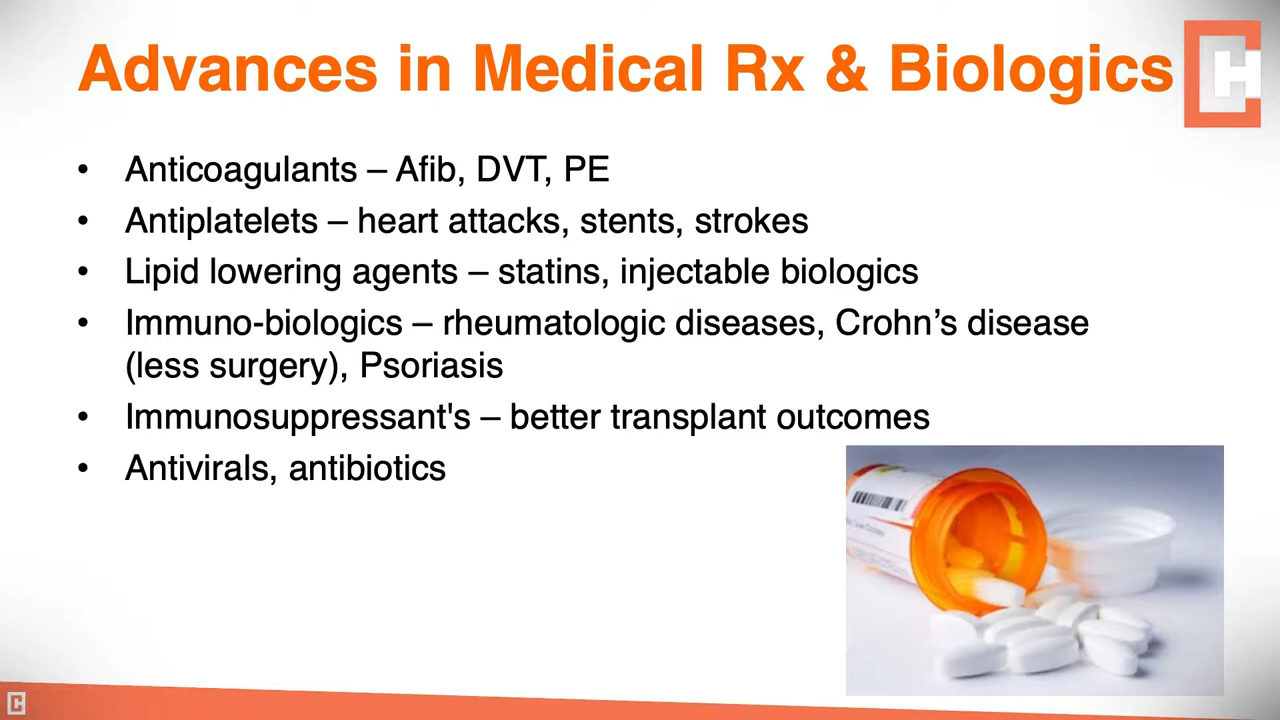 Advances in Medical Rx & Biologics
CH
• Anticoagulants – Afib, DVT, PE
• Antiplatelets – heart attacks, stents, strokes
• Lipid lowering agents – statins, injectable biologics
• Immuno-biologics – rheumatologic diseases, Crohn’s disease
(less surgery), Psoriasis
• Immunosuppressant's – better transplant outcomes
• Antivirals, antibiotics